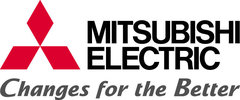 MITSUBISHI
ELECTRIC
Changes for the Better